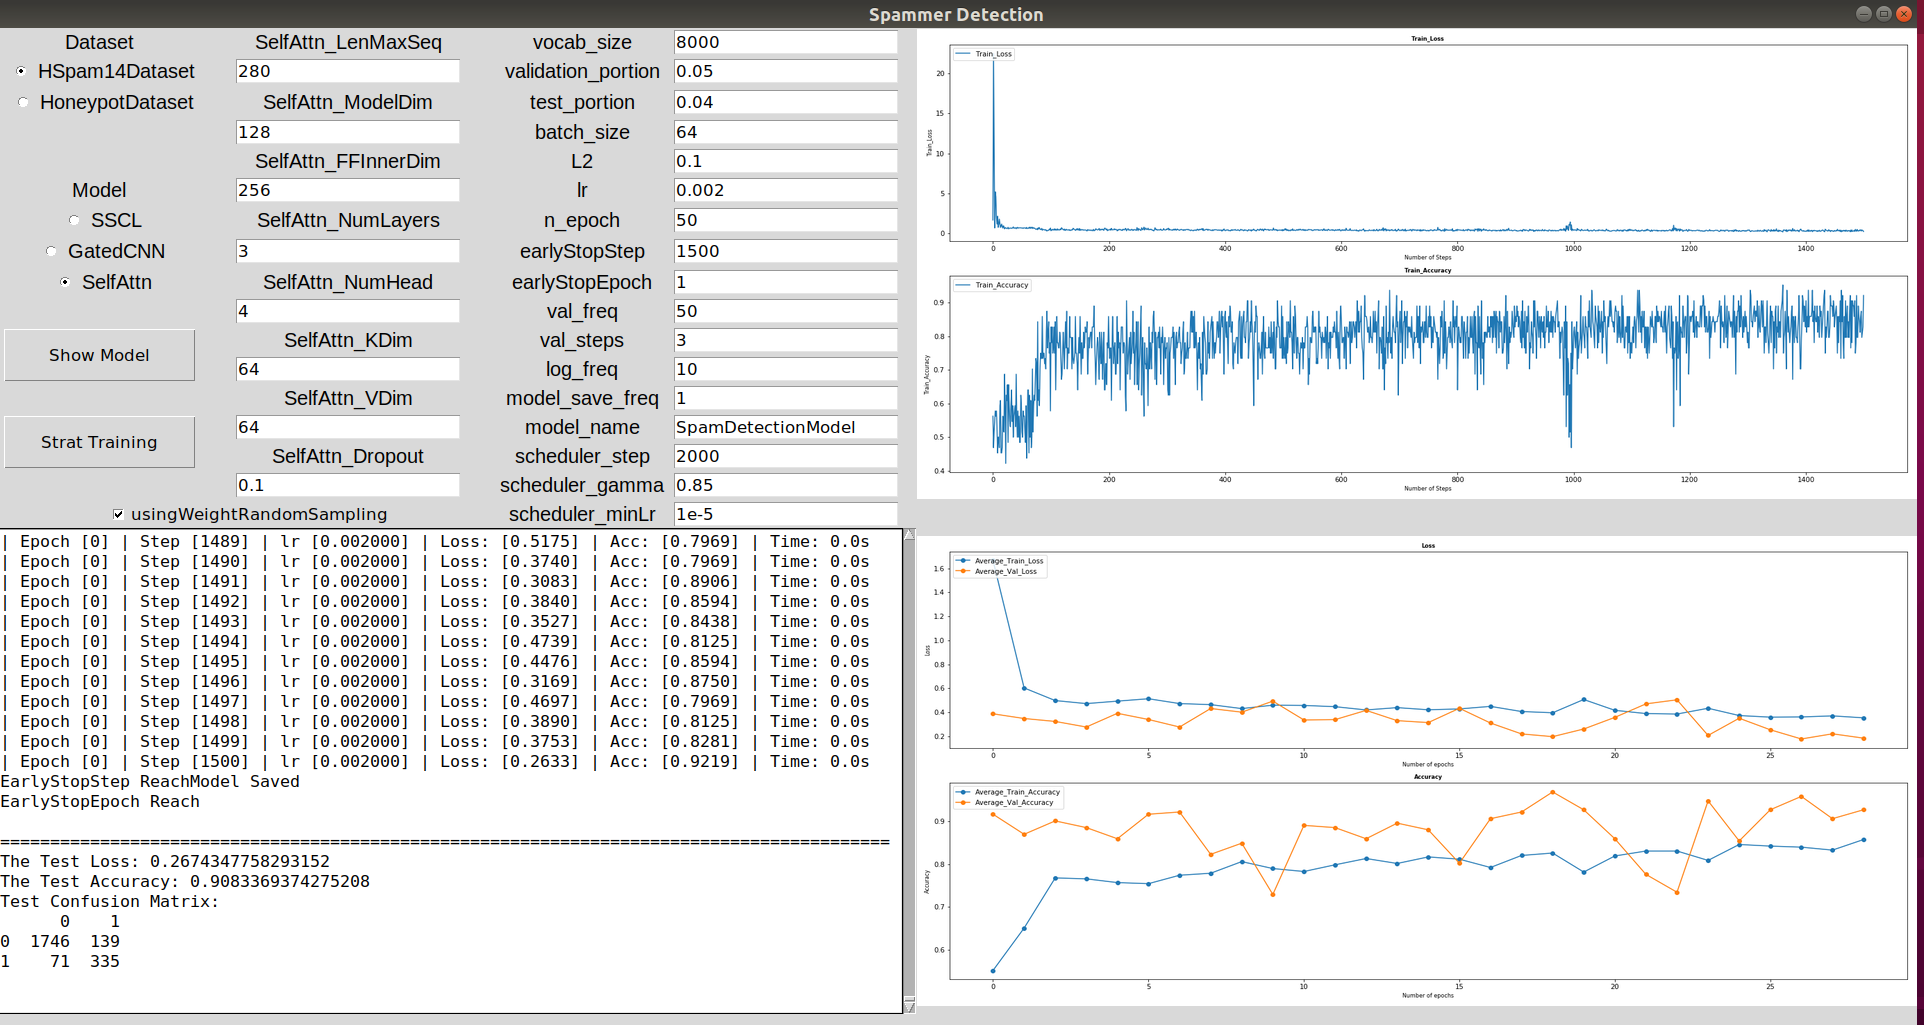 Spammer Detection
Dataset
HSpam14Dataset
HoneypotDataset
Model
SSCL
GatedCNN
SelfAttn
Show Model
Strat Training
SelfAttn_LenMaxSeq
280
SelfAttn_ModelDim
128
SelfAttn_FFInnerDim
256
SelfAttn_NumLayers
3
SelfAttn_NumHead
4
SelfAttn_KDim
64
SelfAttn_VDim
64
SelfAttn_Dropout
0.1
usingWeightRandomSampling
vocab_size 8000
validation_portion 0.05
test_portion 0.04
batch_size 64
L2 0.1
lr 0.002
n_epoch 50
earlyStopStep 1500
earlyStopEpoch 1
val_freq 50
val_steps 3
log_freq 10
model_save_freq 1
model_name SpamDetectionModel
scheduler_step 2000
scheduler_gamma 0.85
scheduler_minLr 1e-5
| Epoch [0] | Step [1489] | lr [0.002000] | Loss: [0.5175] | Acc: [0.7969] | Time: 0.0s
| Epoch [0] | Step [1490] | lr [0.002000] | Loss: [0.3740] | Acc: [0.7969] | Time: 0.0s
| Epoch [0] | Step [1491] | lr [0.002000] | Loss: [0.3083] | Acc: [0.8906] | Time: 0.0s
| Epoch [0] | Step [1492] | lr [0.002000] | Loss: [0.3840] | Acc: [0.8594] | Time: 0.0s
| Epoch [0] | Step [1493] | lr [0.002000] | Loss: [0.3527] | Acc: [0.8438] | Time: 0.0s
| Epoch [0] | Step [1494] | lr [0.002000] | Loss: [0.4739] | Acc: [0.8125] | Time: 0.0s
| Epoch [0] | Step [1495] | lr [0.002000] | Loss: [0.4476] | Acc: [0.8594] | Time: 0.0s
| Epoch [0] | Step [1496] | lr [0.002000] | Loss: [0.3169] | Acc: [0.8750] | Time: 0.0s
| Epoch [0] | Step [1497] | lr [0.002000] | Loss: [0.4697] | Acc: [0.7969] | Time: 0.0s
| Epoch [0] | Step [1498] | lr [0.002000] | Loss: [0.3890] | Acc: [0.8125] | Time: 0.0s
| Epoch [0] | Step [1499] | lr [0.002000] | Loss: [0.3753] | Acc: [0.8281] | Time: 0.0s
| Epoch [0] | Step [1500] | lr [0.002000] | Loss: [0.2633] | Acc: [0.9219] | Time: 0.0s
EarlyStopStep ReachModel Saved
EarlyStopEpoch Reach
=========================================================================================
The Test Loss: 0.2674347758293152
The Test Accuracy: 0.9083369374275208
Test Confusion Matrix:
0 1
0 1746 139
1 71 335
Train_Loss
Train_Loss
20
15
10
5
0
Train_Loss
0 200 400 600 800 1000 1200 1400
Number of Steps
Train_Accuracy
Train_Accuracy
0.9
0.8
0.7
0.6
0.5
0.4
Train_Accuracy
0 200 400 600 800 1000 1200 1400
Number of Steps
Loss
Average_Train_Loss
Average_Val_Loss
1.6
1.4
1.2
1.0
0.8
0.6
0.4
0.2
Loss
0 5 10 15 20 25
Number of epochs
Accuracy
Average_Train_Accuracy
Average_Val_Accuracy
0.9
0.8
0.7
0.6
Accuracy
0 5 10 15 20 25
Number of epochs